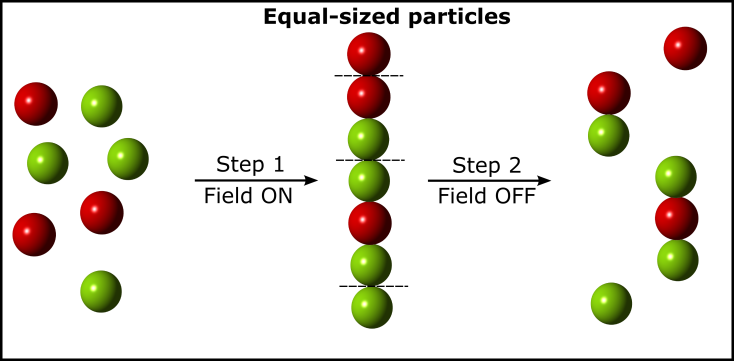 Equal-sized particles
Step 1
Field ON
Step 2
Field OFF